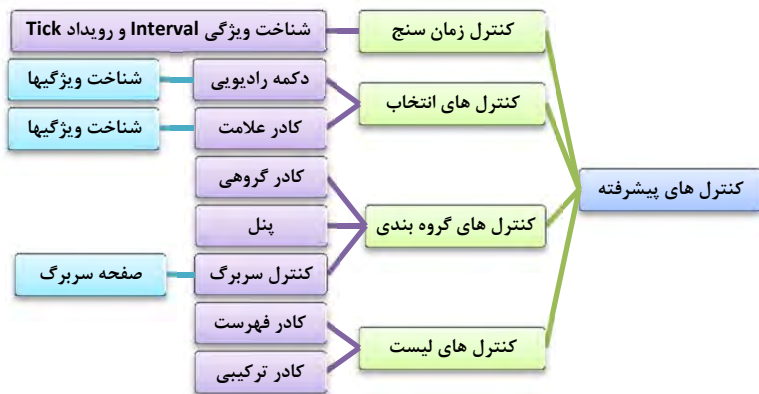 کنترل های پیشرفته
کنترل زمان سنج
شناخت ویژگی Interval و رویداد Tick
کنترل های انتخاب
دکمه رادیویی
شناخت ویژگیها
کادر علامت
شناخت ویژگیها
کنترل های گروه بندی
کادر گروهی
پنل
کنترل سربرگ
صفحه سربرگ
کنترل های لیست
کادر فهرست
کادر ترکیبی